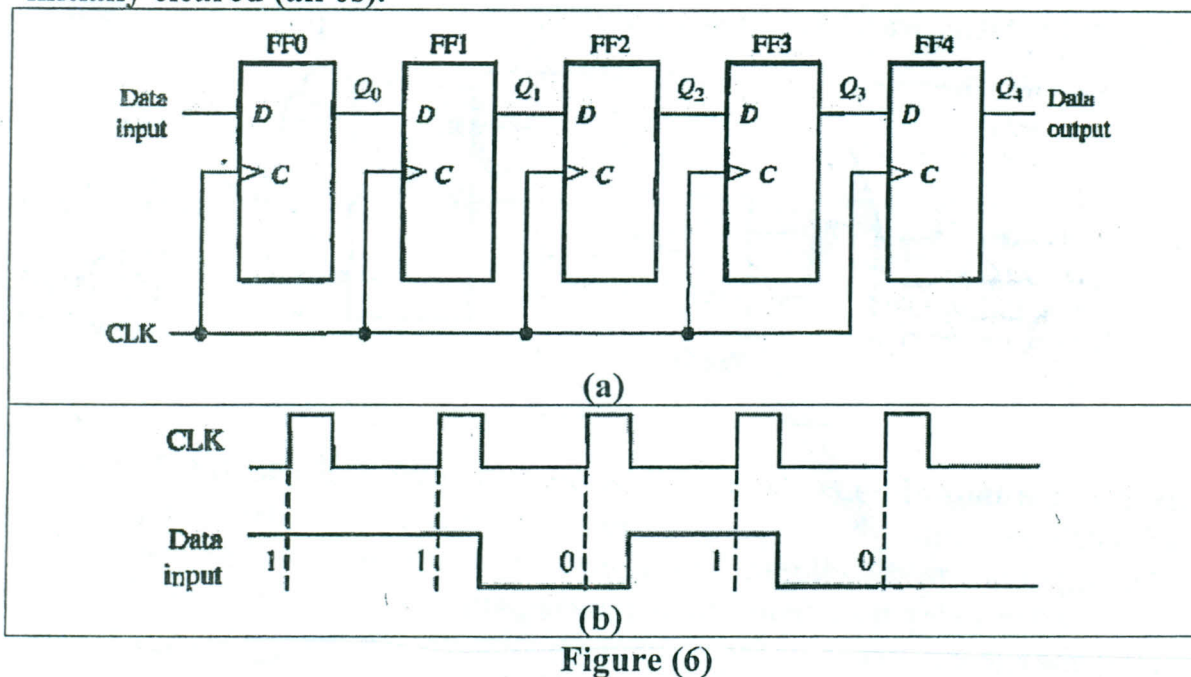 FF0 FF1 FF2 FF3 FF4
Data input
D Q0 D Q1 D Q2 D Q3 D Q4
Data output
C C C C C
CLK
(a)
CLK
Data input
1 1 0 1 0
(b)
Figure (6)